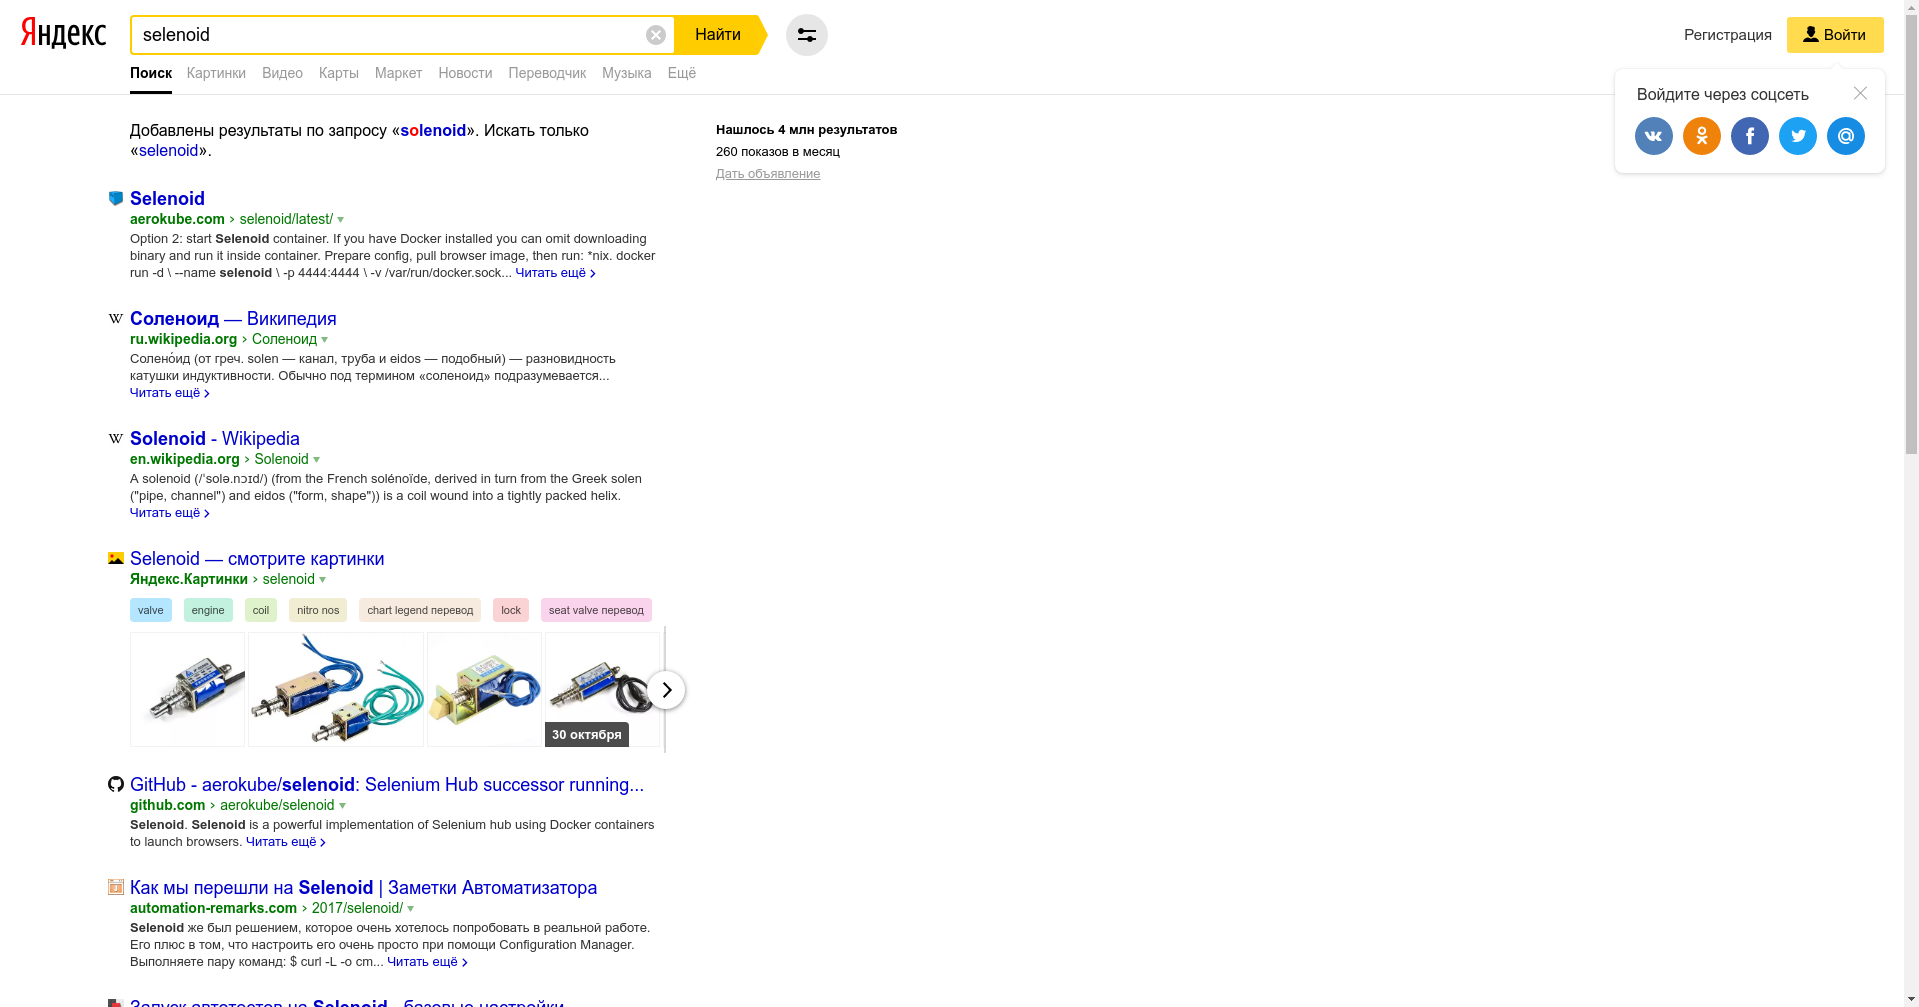 Яндекс
selenoid
Найти
Регистрация
Войти
Поиск Картинки Видео Карты Маркет Новости Переводчик Музыка Ещё
Войдите через соцсеть
Добавлены результаты по запросу «solenoid». Искать только
«selenoid».
Нашлось 4 млн результатов
260 показов в месяц
Дать объявление
Selenoid
aerokube.com › selenoid/latest/
Option 2: start Selenoid container. If you have Docker installed you can omit downloading
binary and run it inside container. Prepare config, pull browser image, then run: *nix. docker
run -d \ --name selenoid \ -p 4444:4444 \ -v /var/run/docker.sock... Читать ещё ›
Соленоид — Википедия
ru.wikipedia.org › Соленоид
Солено́ид (от греч. solen — канал, труба и eidos — подобный) — разновидность
катушки индуктивности. Обычно под термином «соленоид» подразумевается...
Читать ещё ›
Solenoid - Wikipedia
en.wikipedia.org › Solenoid
A solenoid (/ˈsolə.nɔɪd/) (from the French solénoïde, derived in turn from the Greek solen
("pipe, channel") and eidos ("form, shape")) is a coil wound into a tightly packed helix.
Читать ещё ›
Selenoid — смотрите картинки
Яндекс.Картинки › selenoid
valve engine coil nitro nos chart legend перевод lock seat valve перевод
30 октября
GitHub - aerokube/selenoid: Selenium Hub successor running...
github.com › aerokube/selenoid
Selenoid. Selenoid is a powerful implementation of Selenium hub using Docker containers
to launch browsers. Читать ещё ›
Как мы перешли на Selenoid | Заметки Автоматизатора
automation-remarks.com › 2017/selenoid/
Selenoid же был решением, которое очень хотелось попробовать в реальной работе.
Его плюс в том, что настроить его очень просто при помощи Configuration Manager.
Выполняете пару команд: $ curl -L -o cm... Читать ещё ›
Запуск автотестов на Selenoid - базовые настройки